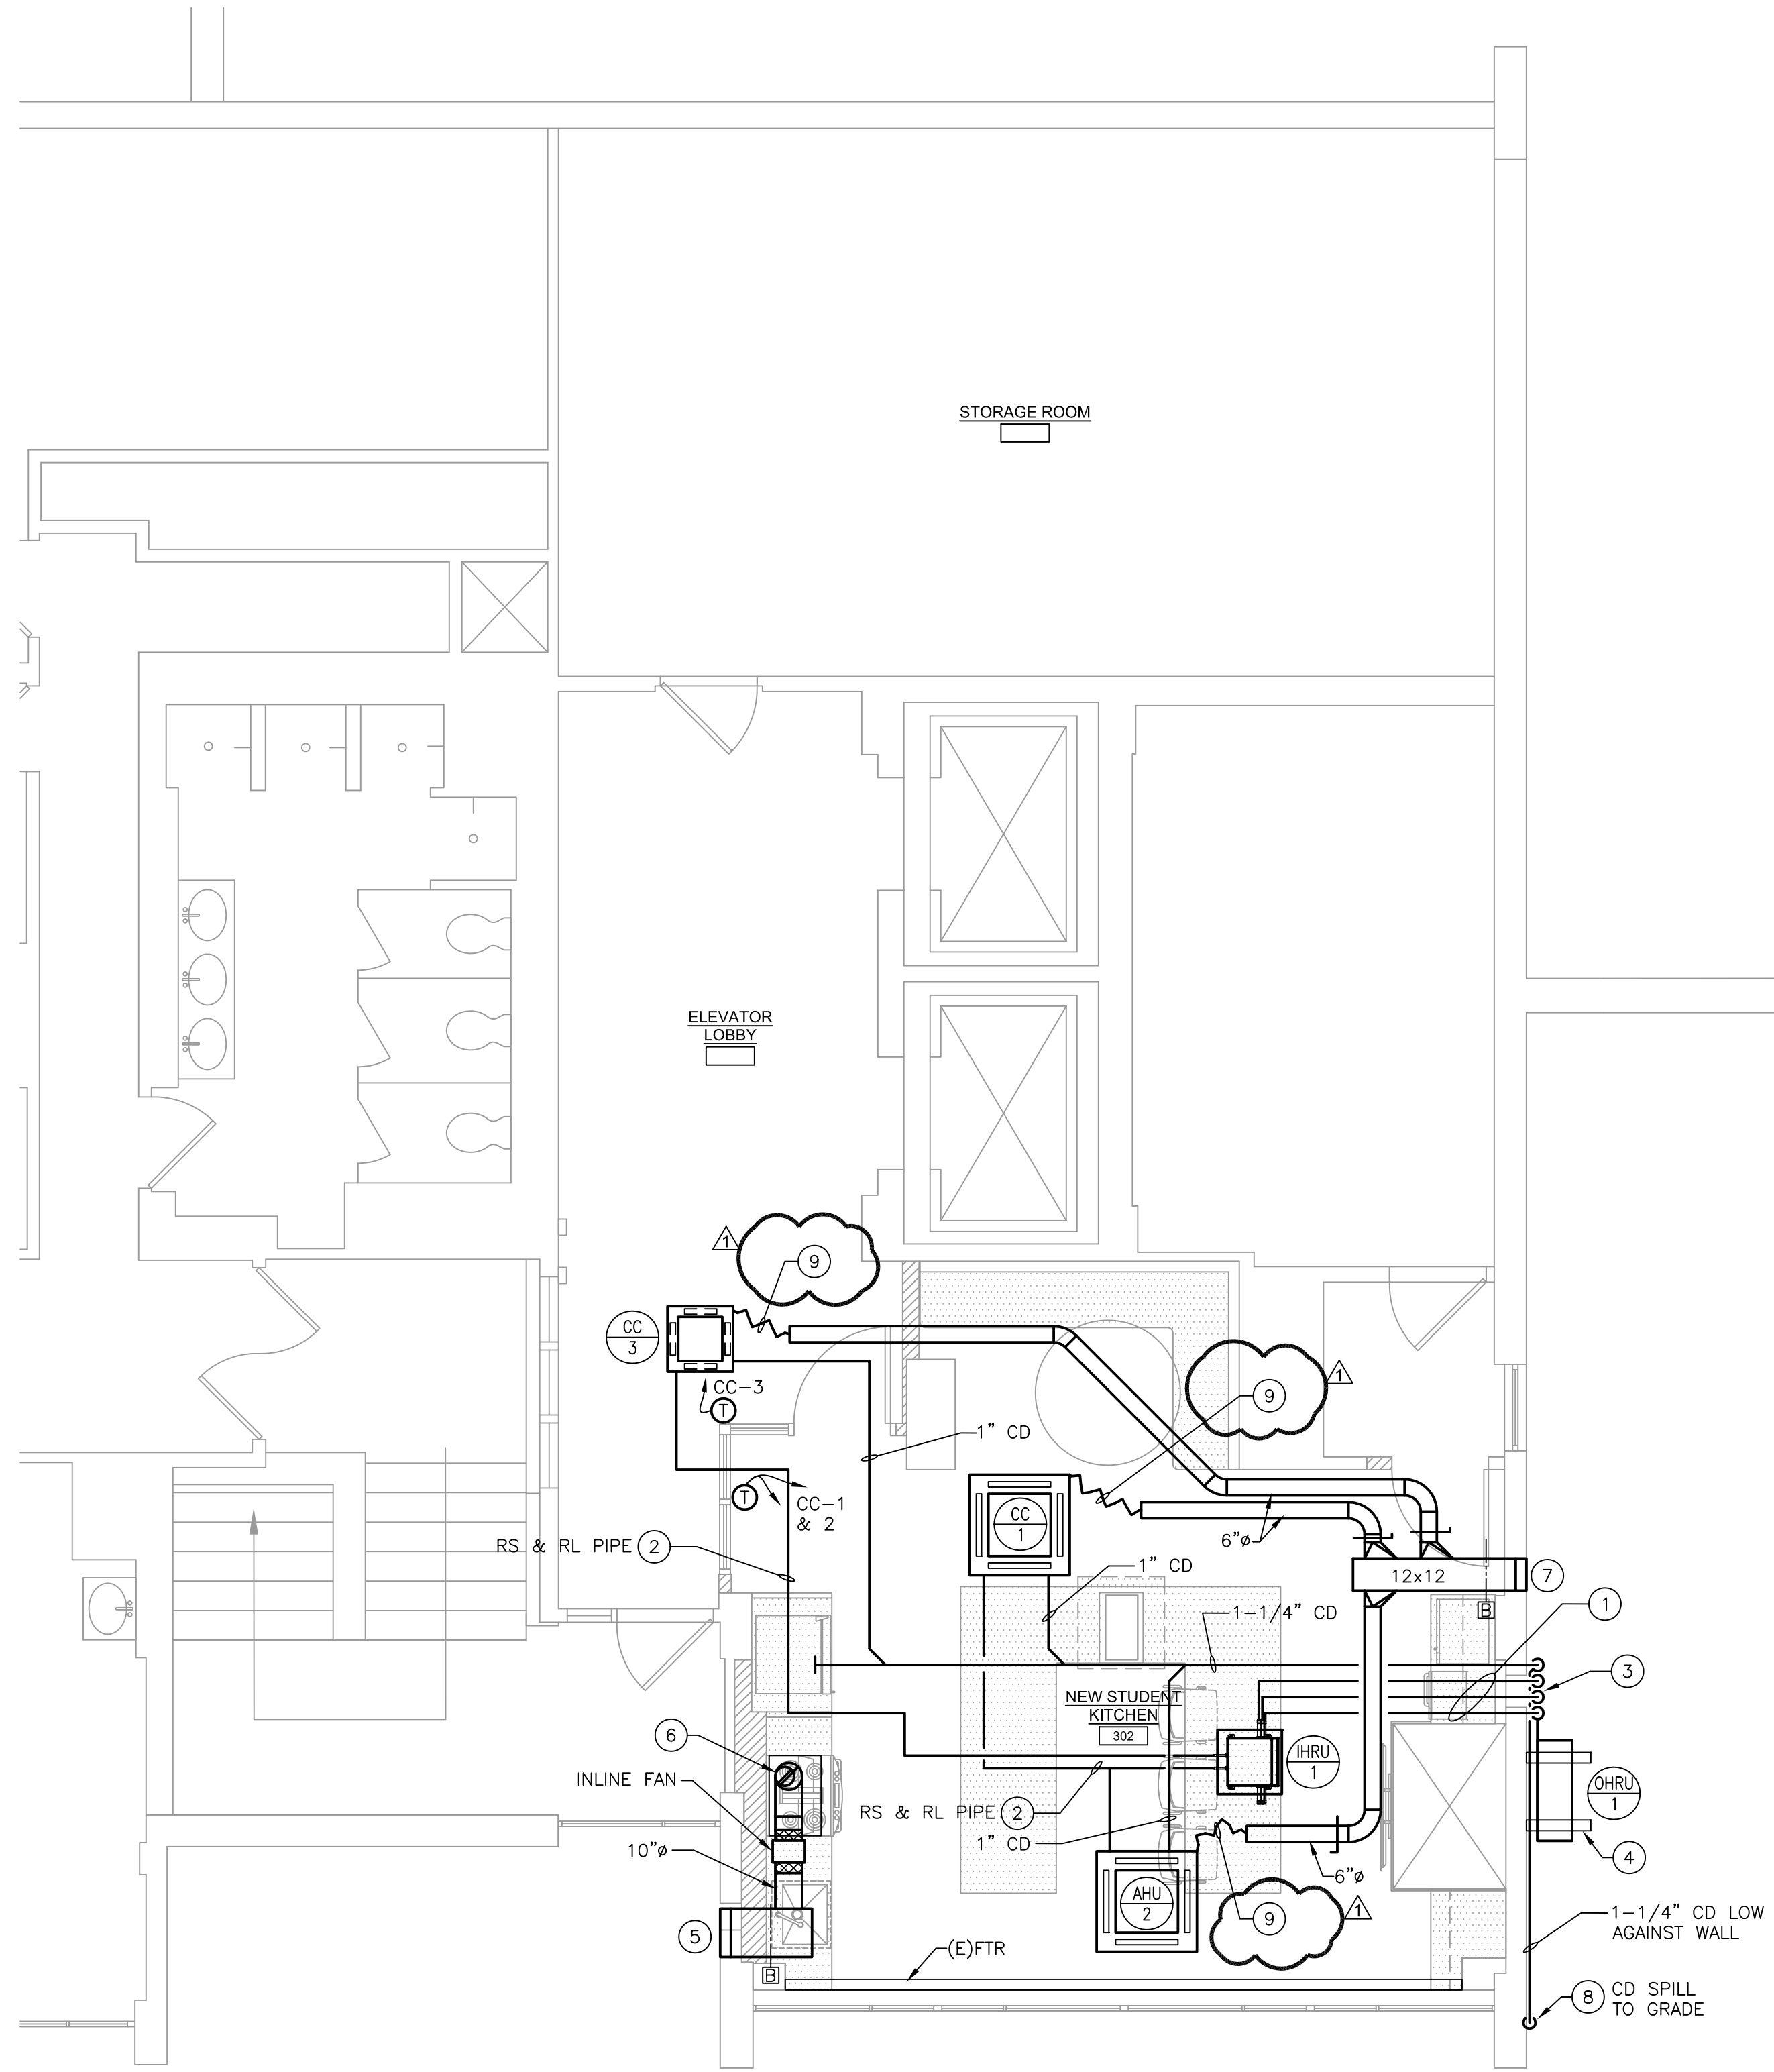 STORAGE ROOM
ELEVATOR
LOBBY
1
9
CC
3
CC-3
T
9
1
1" CD
T
CC-1
& 2
CC
1
6"ø
RS & RL PIPE 2
1" CD
12x12
7
B
1
1-1/4" CD
3
NEW STUDENT
KITCHEN
302
6
IHRU
1
INLINE FAN
OHRU
1
RS & RL PIPE 2
1" CD
10"ø
4
6"ø
AHU
2
9
1
1-1/4" CD LOW
AGAINST WALL
5
(E)FTR
B
8 CD SPILL
TO GRADE